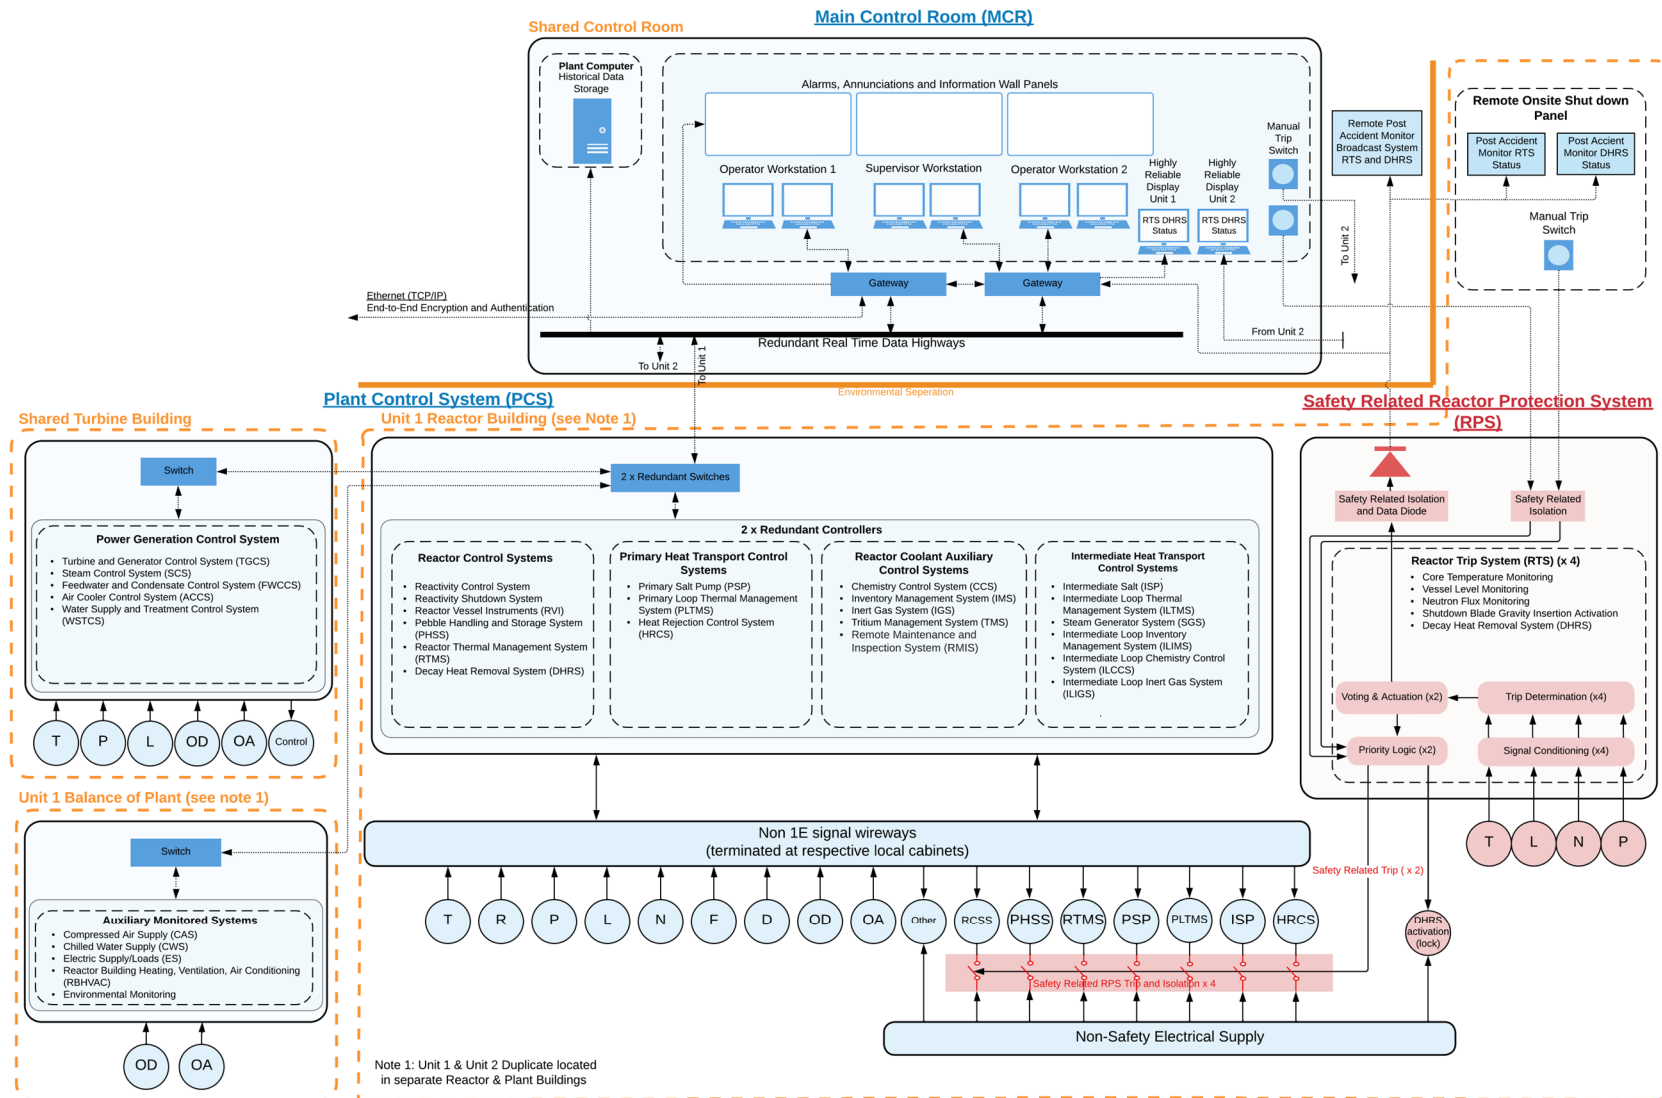 Main Control Room (MCR)
Shared Control Room
Plant Computer
Historical Data
Storage
Alarms, Annunciations and Information Wall Panels
Operator Workstation 1
Supervisor Workstation
Operator Workstation 2
Highly
Reliable
Display
Unit 1
RTS DHRS
Status
Highly
Reliable
Display
Unit 2
RTS DHRS
Status
Manual
Trip
Switch
Remote Post
Accident Monitor
Broadcast System
RTS and DHRS
Remote Onsite Shut down
Panel
Post Accident
Monitor RTS
Status
Post Accient
Monitor DHRS
Status
Manual Trip
Switch
To Unit 2
Gateway
Gateway
Ethernet (TCP/IP)
End-to-End Encryption and Authentication
From Unit 2
Redundant Real Time Data Highways
To Unit 2
To Unit 1
Environmental Seperation
Plant Control System (PCS)
Safety Related Reactor Protection System
(RPS)
Shared Turbine Building
Switch
Power Generation Control System
• Turbine and Generator Control System (TGCS)
• Steam Control System (SCS)
• Feedwater and Condensate Control System (FWCCS)
• Air Cooler Control System (ACCS)
• Water Supply and Treatment Control System
(WSTCS)
T
P
L
OD
OA
Control
Unit 1 Balance of Plant (see note 1)
Switch
Auxiliary Monitored Systems
• Compressed Air Supply (CAS)
• Chilled Water Supply (CWS)
• Electric Supply/Loads (ES)
• Reactor Building Heating, Ventilation, Air Conditioning
(RBHVAC)
• Environmental Monitoring
OD
OA
Unit 1 Reactor Building (see Note 1)
2 x Redundant Switches
2 x Redundant Controllers
Reactor Control Systems
• Reactivity Control System
• Reactivity Shutdown System
• Reactor Vessel Instruments (RVI)
• Pebble Handling and Storage System
(PHSS)
• Reactor Thermal Management System
(RTMS)
• Decay Heat Removal System (DHRS)
Primary Heat Transport Control
Systems
• Primary Salt Pump (PSP)
• Primary Loop Thermal Management
System (PLTMS)
• Heat Rejection Control System
(HRCS)
Reactor Coolant Auxiliary
Control Systems
• Chemistry Control System (CCS)
• Inventory Management System (IMS)
• Inert Gas System (IGS)
• Tritium Management System (TMS)
• Remote Maintenance and
Inspection System (RMIS)
Intermediate Heat Transport
Control Systems
• Intermediate Salt (ISP)
• Intermediate Loop Thermal
Management System (ILTMS)
• Steam Generator System (SGS)
• Intermediate Loop Inventory
Management System (ILIMS)
• Intermediate Loop Chemistry Control
System (ILCCS)
• Intermediate Loop Inert Gas System
(ILIGS)
Non 1E signal wireways
(terminated at respective local cabinets)
T
R
P
L
N
F
D
OD
OA
Other
RCSS
PHSS
RTMS
PSP
PLTMS
ISP
HRCS
Safety Related RPS Trip and Isolation x 4
Non-Safety Electrical Supply
Note 1: Unit 1 & Unit 2 Duplicate located
in separate Reactor & Plant Buildings
Safety Related Isolation
and Data Diode
Safety Related
Isolation
Reactor Trip System (RTS) (x 4)
• Core Temperature Monitoring
• Vessel Level Monitoring
• Neutron Flux Monitoring
• Shutdown Blade Gravity Insertion Activation
• Decay Heat Removal System (DHRS)
Voting & Actuation (x2)
Trip Determination (x4)
Priority Logic (x2)
Signal Conditioning (x4)
T
L
N
P
Safety Related Trip ( x 2)
DHRS
activation
(lock)